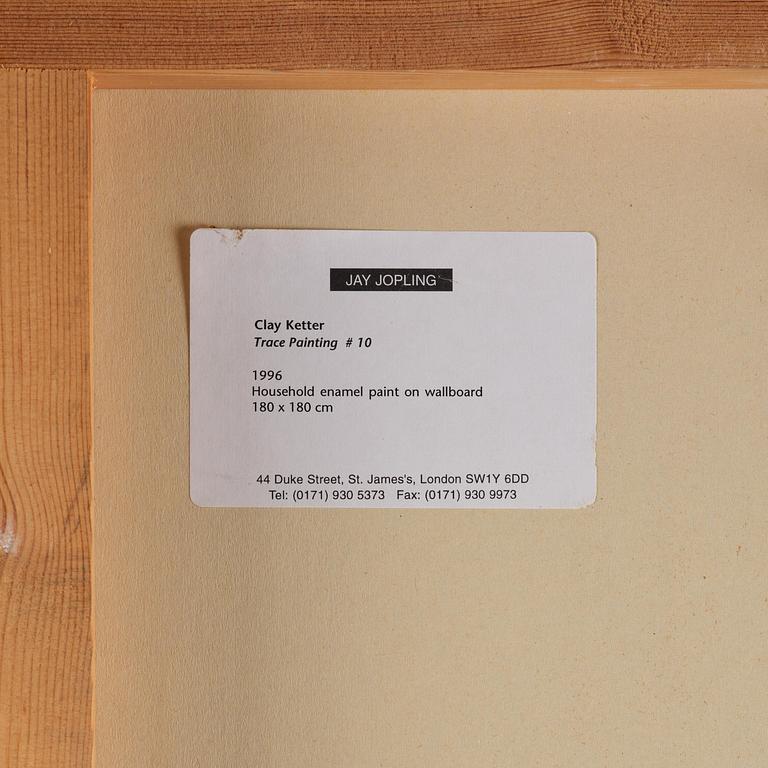 JAY JOPLING
Clay Ketter
Trace Painting # 10
1996
Household enamel paint on wallboard
180 x 180 cm
44 Duke Street, St. James's, London SW1Y 6DD
Tel: (0171) 930 5373 Fax: (0171) 930 9973